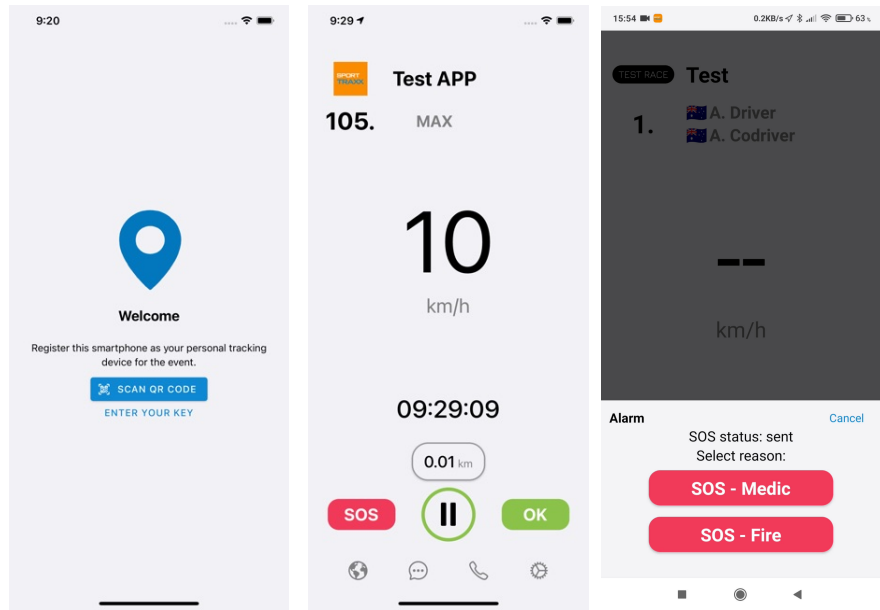 9:20
Welcome
Register this smartphone as your personal tracking
device for the event.
SCAN QR CODE
ENTER YOUR KEY
9:29
SPORT
TRAXX
Test APP
105.
MAX
10
km/h
09:29:09
0.01 km
SOS
OK
15:54
0.2KB/s
63 %
TEST RACE
Test
1.
A. Driver
A. Codriver
--
km/h
Alarm
Cancel
SOS status: sent
Select reason:
SOS - Medic
SOS - Fire